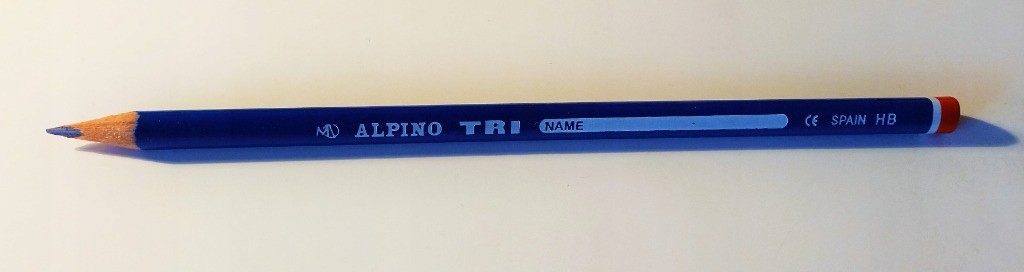 ALPINO TRI NAME CE SPAIN HB